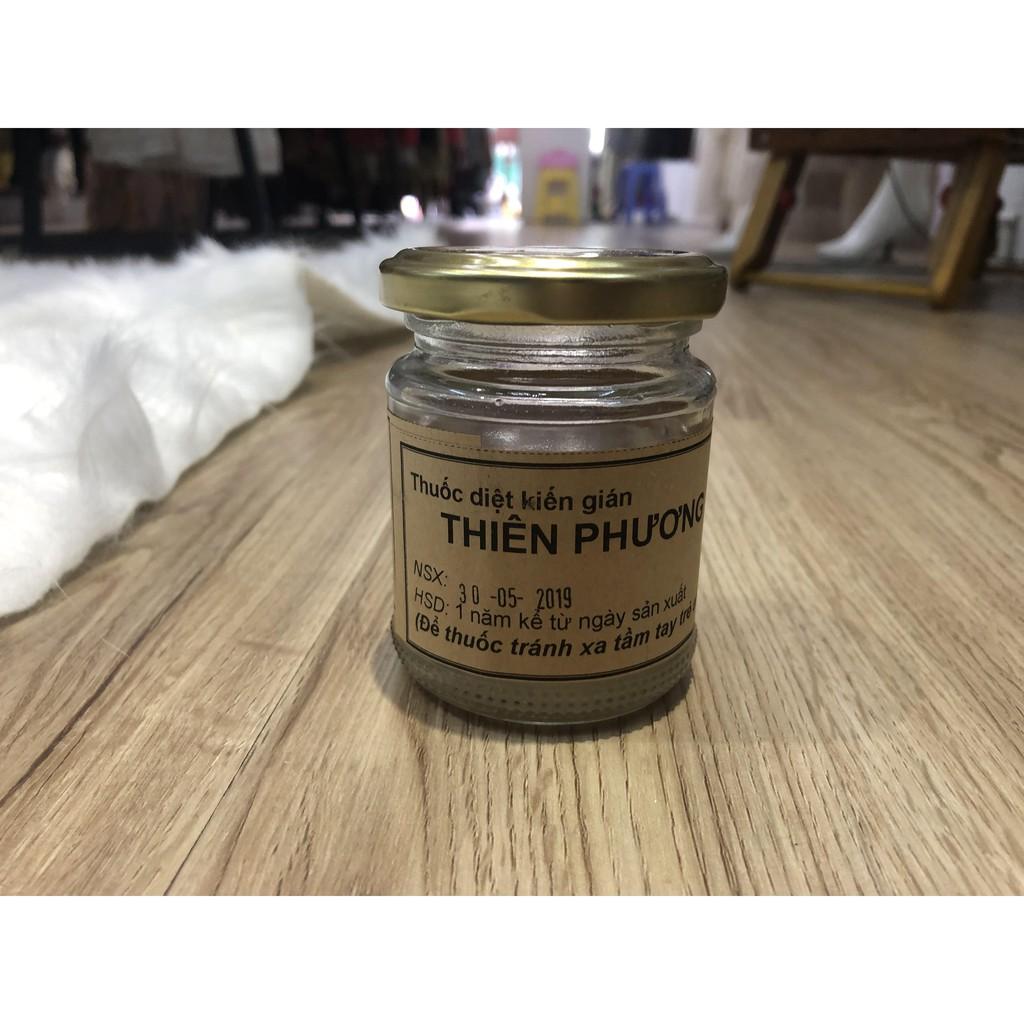 Thuốc diệt kiến gián
THIÊN PHƯƠNG
NSX: 30 -05- 2019
HSD: 1 năm kể từ ngày sản xuất
(Để thuốc tránh xa tầm tay trẻ